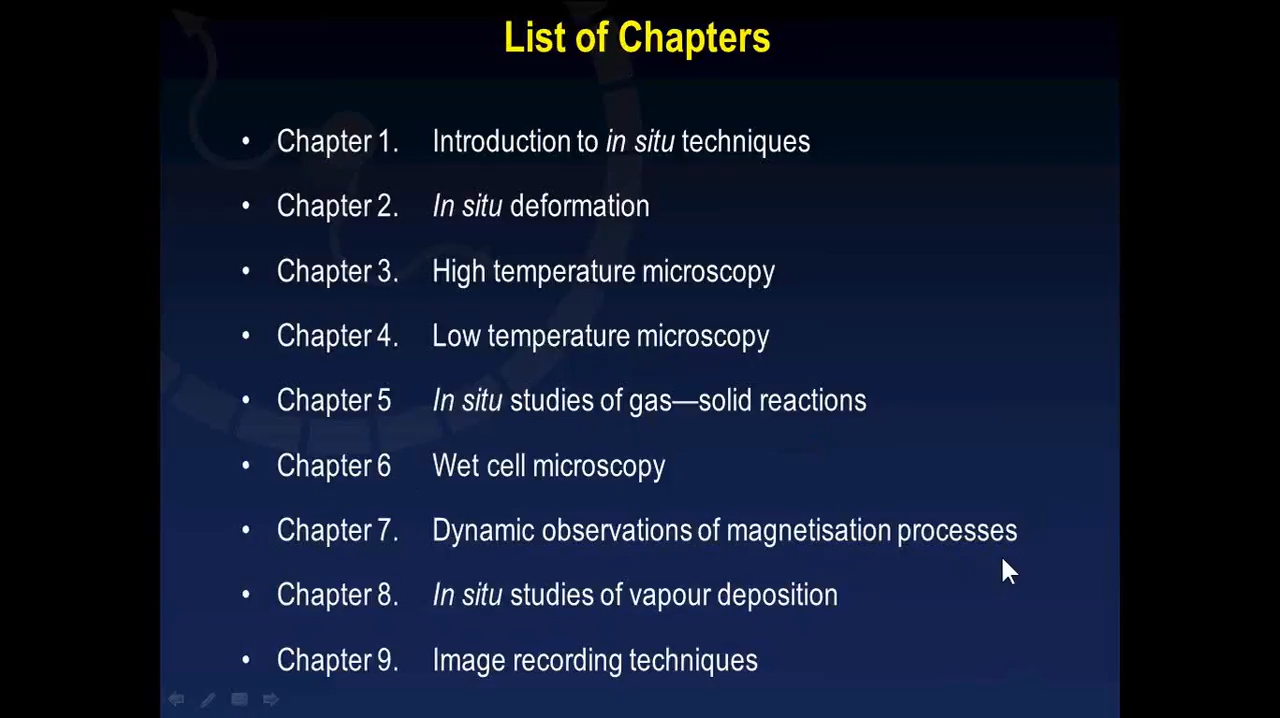 List of Chapters
• Chapter 1. Introduction to in situ techniques
• Chapter 2. In situ deformation
• Chapter 3. High temperature microscopy
• Chapter 4. Low temperature microscopy
• Chapter 5 In situ studies of gas—solid reactions
• Chapter 6 Wet cell microscopy
• Chapter 7. Dynamic observations of magnetisation processes
• Chapter 8. In situ studies of vapour deposition
• Chapter 9. Image recording techniques